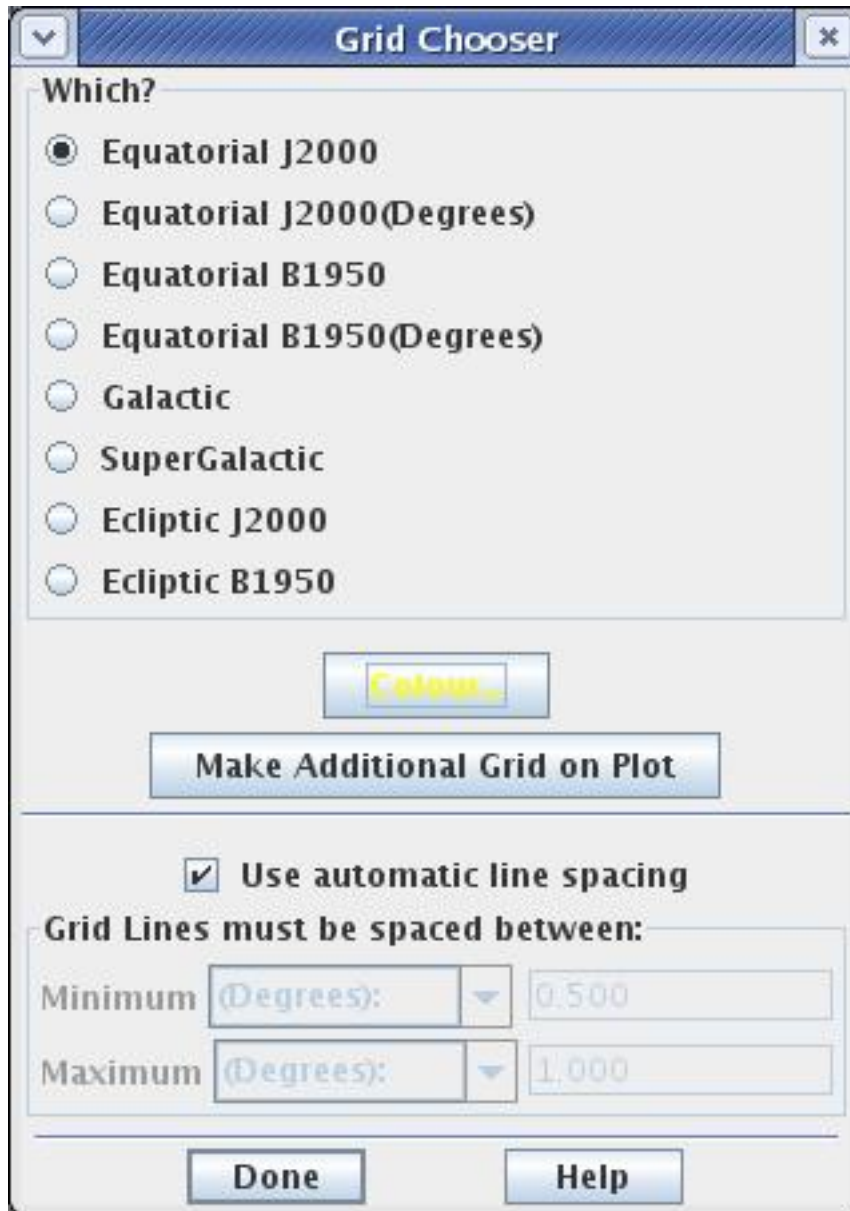 Grid Chooser
Which?
Equatorial J2000
Equatorial J2000(Degrees)
Equatorial B1950
Equatorial B1950(Degrees)
Galactic
SuperGalactic
Ecliptic J2000
Ecliptic B1950
Colour...
Make Additional Grid on Plot
Use automatic line spacing
Grid Lines must be spaced between:
Minimum (Degrees): 0.500
Maximum (Degrees): 1.000
Done Help